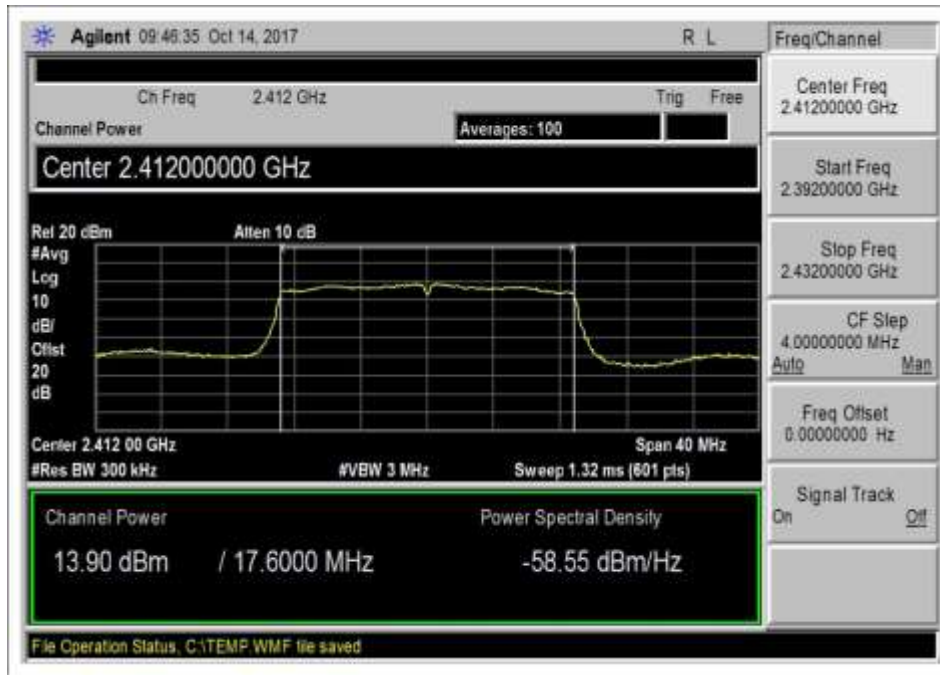 Agilent 09:46:35 Oct 14, 2017 R L
Ch Freq 2.412 GHz Trig Free
Channel Power Averages: 100
Center 2.412000000 GHz
Ref 20 dBm Atten 10 dB
#Avg
Log
10
dB/
Offst
20
dB
Center 2.412 00 GHz Span 40 MHz
#Res BW 300 kHz #VBW 3 MHz Sweep 1.32 ms (601 pts)
Channel Power Power Spectral Density
13.90 dBm / 17.6000 MHz -58.55 dBm/Hz
File Operation Status, C:\TEMP.WMF file saved
Freq/Channel
Center Freq
2.41200000 GHz
Start Freq
2.39200000 GHz
Stop Freq
2.43200000 GHz
CF Step
4.00000000 MHz
Auto Man
Freq Offset
0.00000000 Hz
Signal Track
On Off